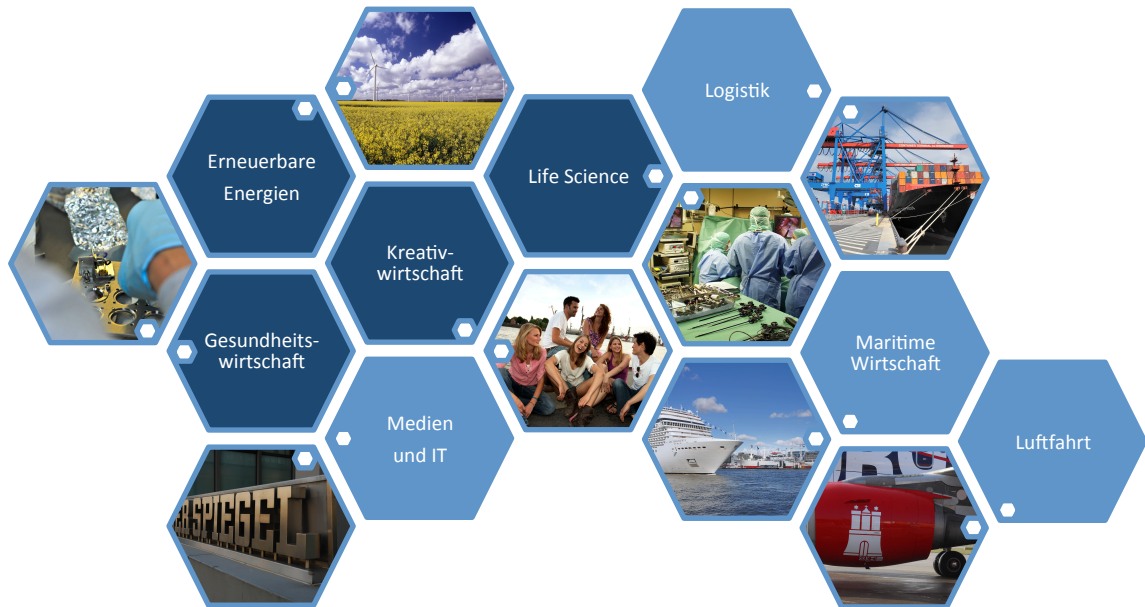 Logistik
Erneuerbare
Energien
Life Science
Kreativ-
wirtschaft
Gesundheits-
wirtschaft
Maritime
Wirtschaft
Medien
und IT
Luftfahrt
SPIEGEL